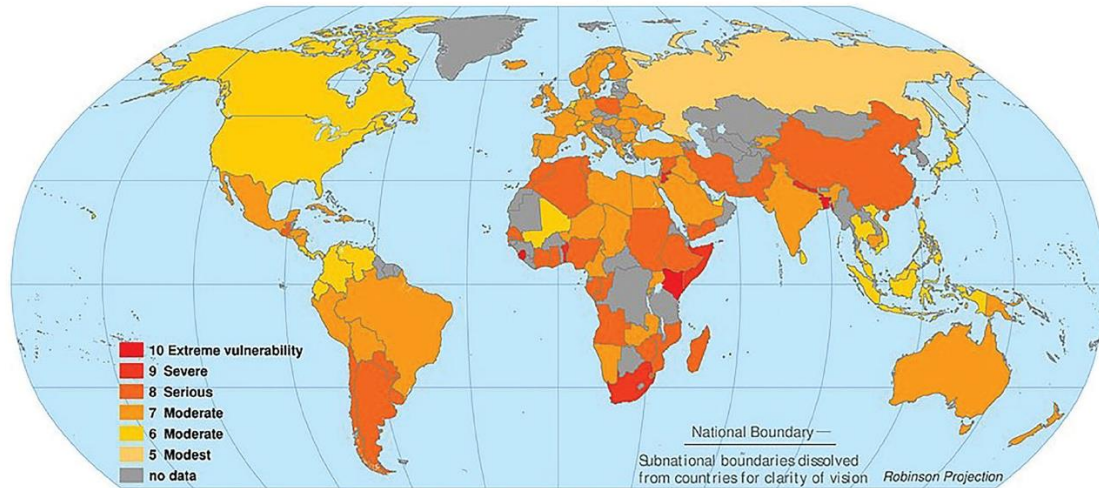 10 Extreme vulnerability
9 Severe
8 Serious
7 Moderate
6 Moderate
5 Modest
no data
National Boundary —
Subnational boundaries dissolved
from countries for clarity of vision
Robinson Projection